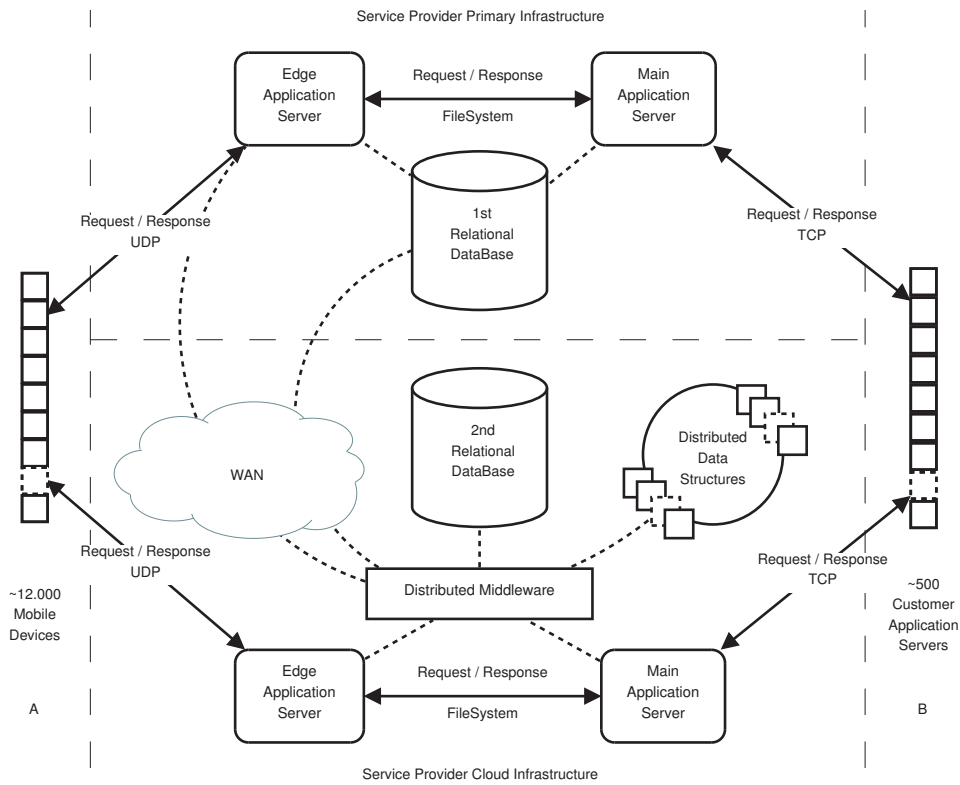 Service Provider Primary Infrastructure
Edge
Application
Server
Request / Response
FileSystem
Main
Application
Server
1st
Relational
DataBase
Request / Response
UDP
Request / Response
TCP
2nd
Relational
DataBase
Distributed
Data
Structures
WAN
Request / Response
UDP
Request / Response
TCP
Distributed Middleware
~12.000
Mobile
Devices
~500
Customer
Application
Servers
Edge
Application
Server
Request / Response
FileSystem
Main
Application
Server
A
B
Service Provider Cloud Infrastructure